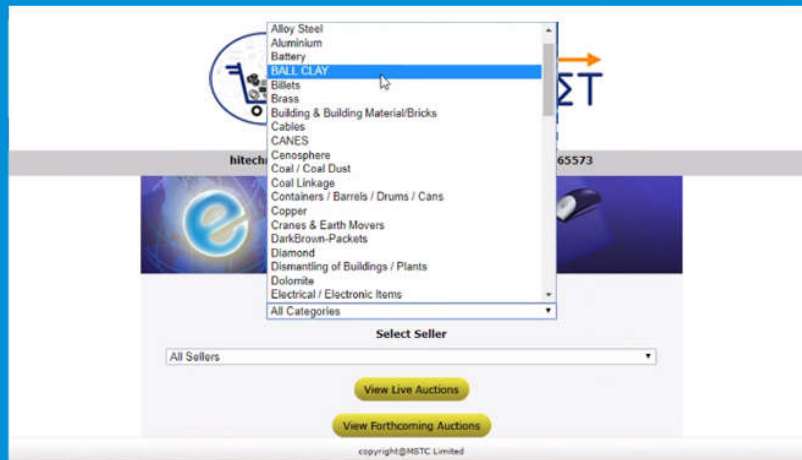 Alloy Steel
Aluminium
Battery
BALL CLAY
Billets
Brass
Building & Building Material/Bricks
Cables
CANES
Cenosphere
Coal / Coal Dust
Coal Linkage
Containers / Barrels / Drums / Cans
Copper
Cranes & Earth Movers
DarkBrown-Packets
Diamond
Dismantling of Buildings / Plants
Dolomite
Electrical / Electronic Items
hitech
65573
e
All Categories
Select Seller
All Sellers
View Live Auctions
View Forthcoming Auctions
copyright@MSTC Limited